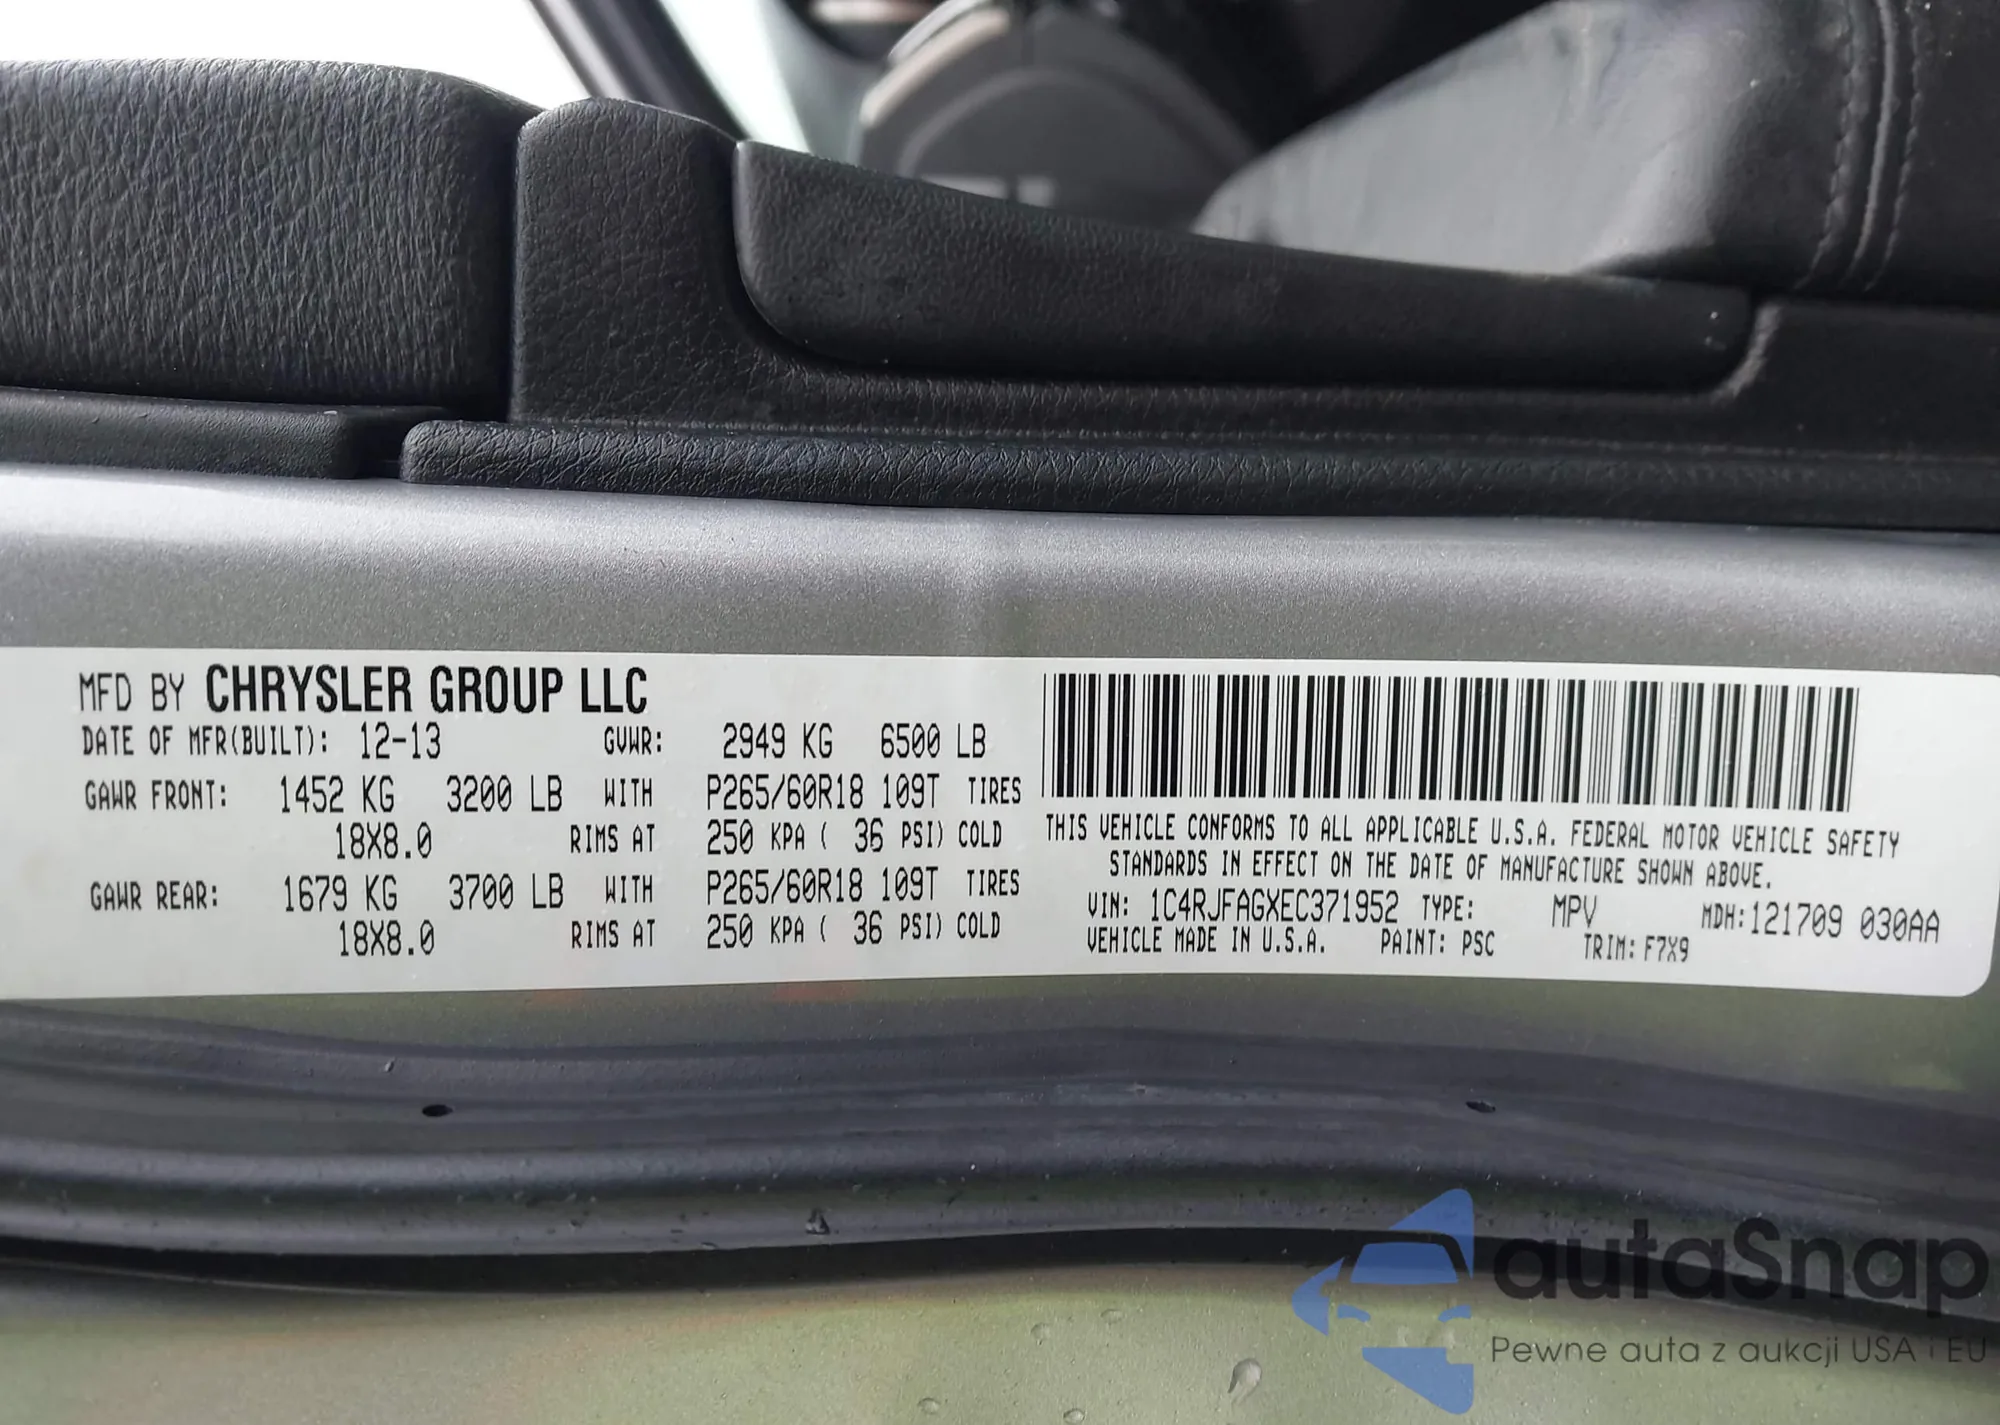 MFD BY CHRYSLER GROUP LLC
DATE OF MFR(BUILT): 12-13 GVWR: 2949 KG 6500 LB
GAWR FRONT: 1452 KG 3200 LB WITH P265/60R18 109T TIRES
18X8.0 RIMS AT 250 KPA ( 36 PSI) COLD
GAWR REAR: 1679 KG 3700 LB WITH P265/60R18 109T TIRES
18X8.0 RIMS AT 250 KPA ( 36 PSI) COLD
THIS VEHICLE CONFORMS TO ALL APPLICABLE U.S.A. FEDERAL MOTOR VEHICLE SAFETY
STANDARDS IN EFFECT ON THE DATE OF MANUFACTURE SHOWN ABOVE.
VIN: 1C4RJFAGXEC371952 TYPE: MPV MDH:121709 030AA
VEHICLE MADE IN U.S.A. PAINT: PSC TRIM: F7X9
autaSnap
Pewne auta z aukcji USA i EU